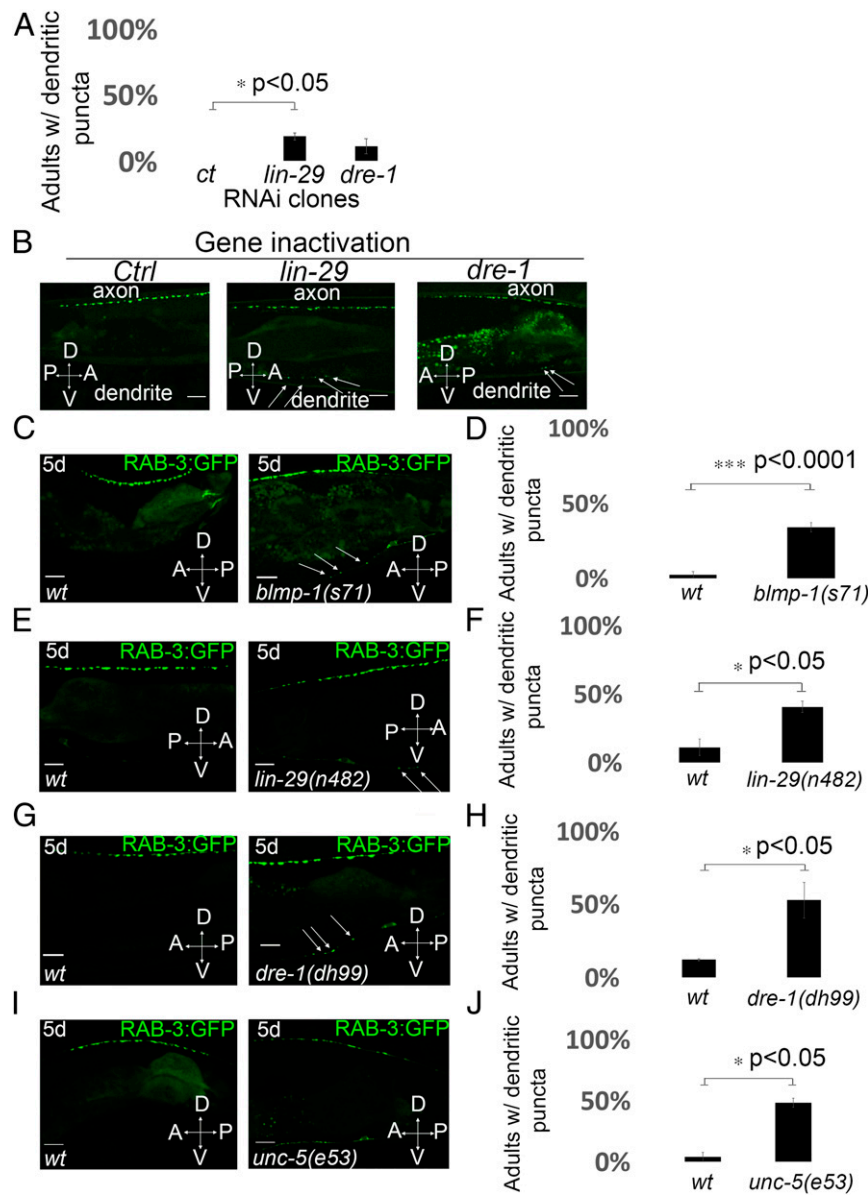 A
100%
50%
0%
Adults w/ dendritic
puncta
* p<0.05
ct lin-29 dre-1
RNAi clones
B
Gene inactivation
Ctrl lin-29 dre-1
axon axon axon
D D D
P A P A A P
V V V
dendrite dendrite dendrite
C
5d RAB-3:GFP 5d RAB-3:GFP
D D
A P A P
V V
wt blmp-1(s71)
D
100%
50%
0%
Adults w/ dendritic
puncta
*** p<0.0001
wt blmp-1(s71)
E
5d RAB-3:GFP 5d RAB-3:GFP
D D
P A P A
V V
wt lin-29(n482)
F
100%
50%
0%
Adults w/ dendritic
puncta
* p<0.05
wt lin-29(n482)
G
5d RAB-3:GFP 5d RAB-3:GFP
D D
A P A P
V V
wt dre-1(dh99)
H
100%
50%
0%
Adults w/ dendritic
puncta
* p<0.05
wt dre-1(dh99)
I
5d RAB-3:GFP 5d RAB-3:GFP
D D
A P A P
V V
wt unc-5(e53)
J
100%
50%
0%
Adults w/ dendritic
puncta
* p<0.05
wt unc-5(e53)